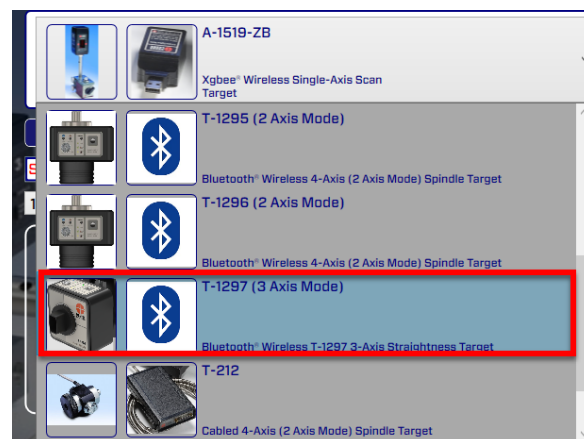 A-1519-ZB
Xgbee® Wireless Single-Axis Scan
Target
T-1295 (2 Axis Mode)
Bluetooth® Wireless 4-Axis (2 Axis Mode) Spindle Target
T-1296 (2 Axis Mode)
Bluetooth® Wireless 4-Axis (2 Axis Mode) Spindle Target
T-1297 (3 Axis Mode)
Bluetooth® Wireless T-1297 3-Axis Straightness Target
T-212
Cabled 4-Axis (2 Axis Mode) Spindle Target